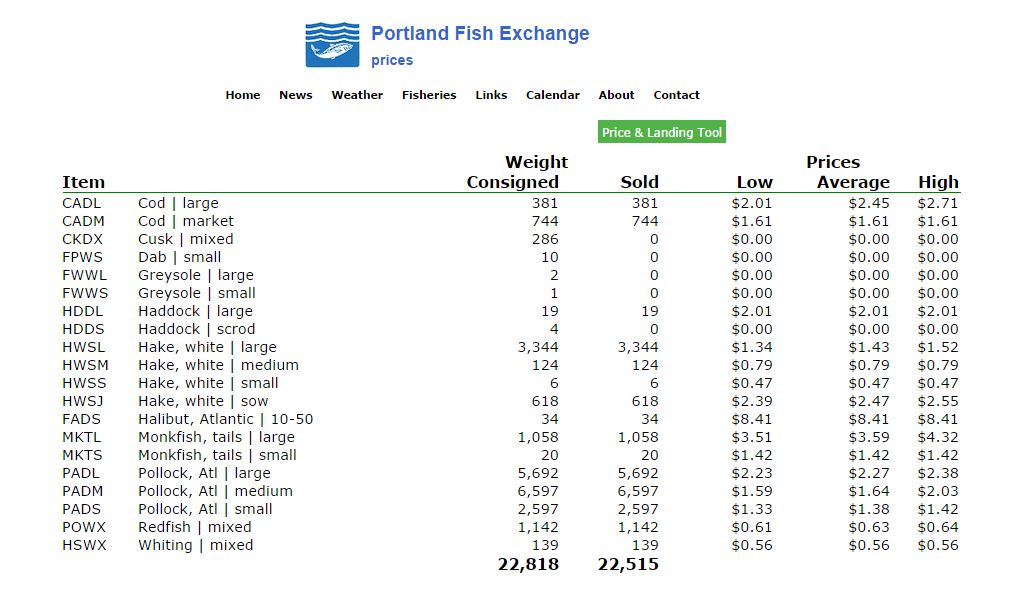 Portland Fish Exchange
prices
Home News Weather Fisheries Links Calendar About Contact
Price & Landing Tool
Weight Prices
Item Consigned Sold Low Average High
CADL Cod | large 381 381 $2.01 $2.45 $2.71
CADM Cod | market 744 744 $1.61 $1.61 $1.61
CKDX Cusk | mixed 286 0 $0.00 $0.00 $0.00
FPWS Dab | small 10 0 $0.00 $0.00 $0.00
FWWL Greysole | large 2 0 $0.00 $0.00 $0.00
FWWS Greysole | small 1 0 $0.00 $0.00 $0.00
HDDL Haddock | large 19 19 $2.01 $2.01 $2.01
HDDS Haddock | scrod 4 0 $0.00 $0.00 $0.00
HWSL Hake, white | large 3,344 3,344 $1.34 $1.43 $1.52
HWSM Hake, white | medium 124 124 $0.79 $0.79 $0.79
HWSS Hake, white | small 6 6 $0.47 $0.47 $0.47
HWSJ Hake, white | sow 618 618 $2.39 $2.47 $2.55
FADS Halibut, Atlantic | 10-50 34 34 $8.41 $8.41 $8.41
MKTL Monkfish, tails | large 1,058 1,058 $3.51 $3.59 $4.32
MKTS Monkfish, tails | small 20 20 $1.42 $1.42 $1.42
PADL Pollock, Atl | large 5,692 5,692 $2.23 $2.27 $2.38
PADM Pollock, Atl | medium 6,597 6,597 $1.59 $1.64 $2.03
PADS Pollock, Atl | small 2,597 2,597 $1.33 $1.38 $1.42
POWX Redfish | mixed 1,142 1,142 $0.61 $0.63 $0.64
HSWX Whiting | mixed 139 139 $0.56 $0.56 $0.56
22,818 22,515